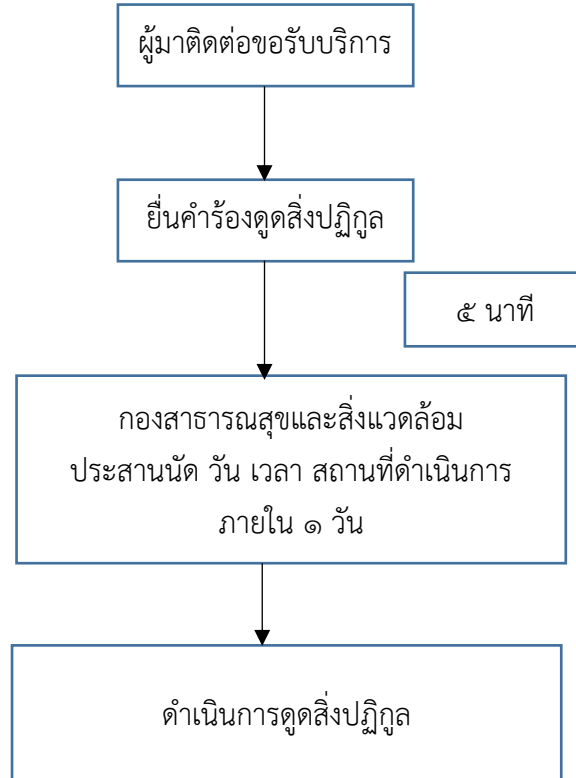 ผู้มาติดต่อขอรับบริการ
ยื่นคำร้องดูดสิ่งปฏิกูล
๕ นาที
กองสาธารณสุขและสิ่งแวดล้อม
ประสานนัด วัน เวลา สถานที่ดำเนินการ
ภายใน ๑ วัน
ดำเนินการดูดสิ่งปฏิกูล